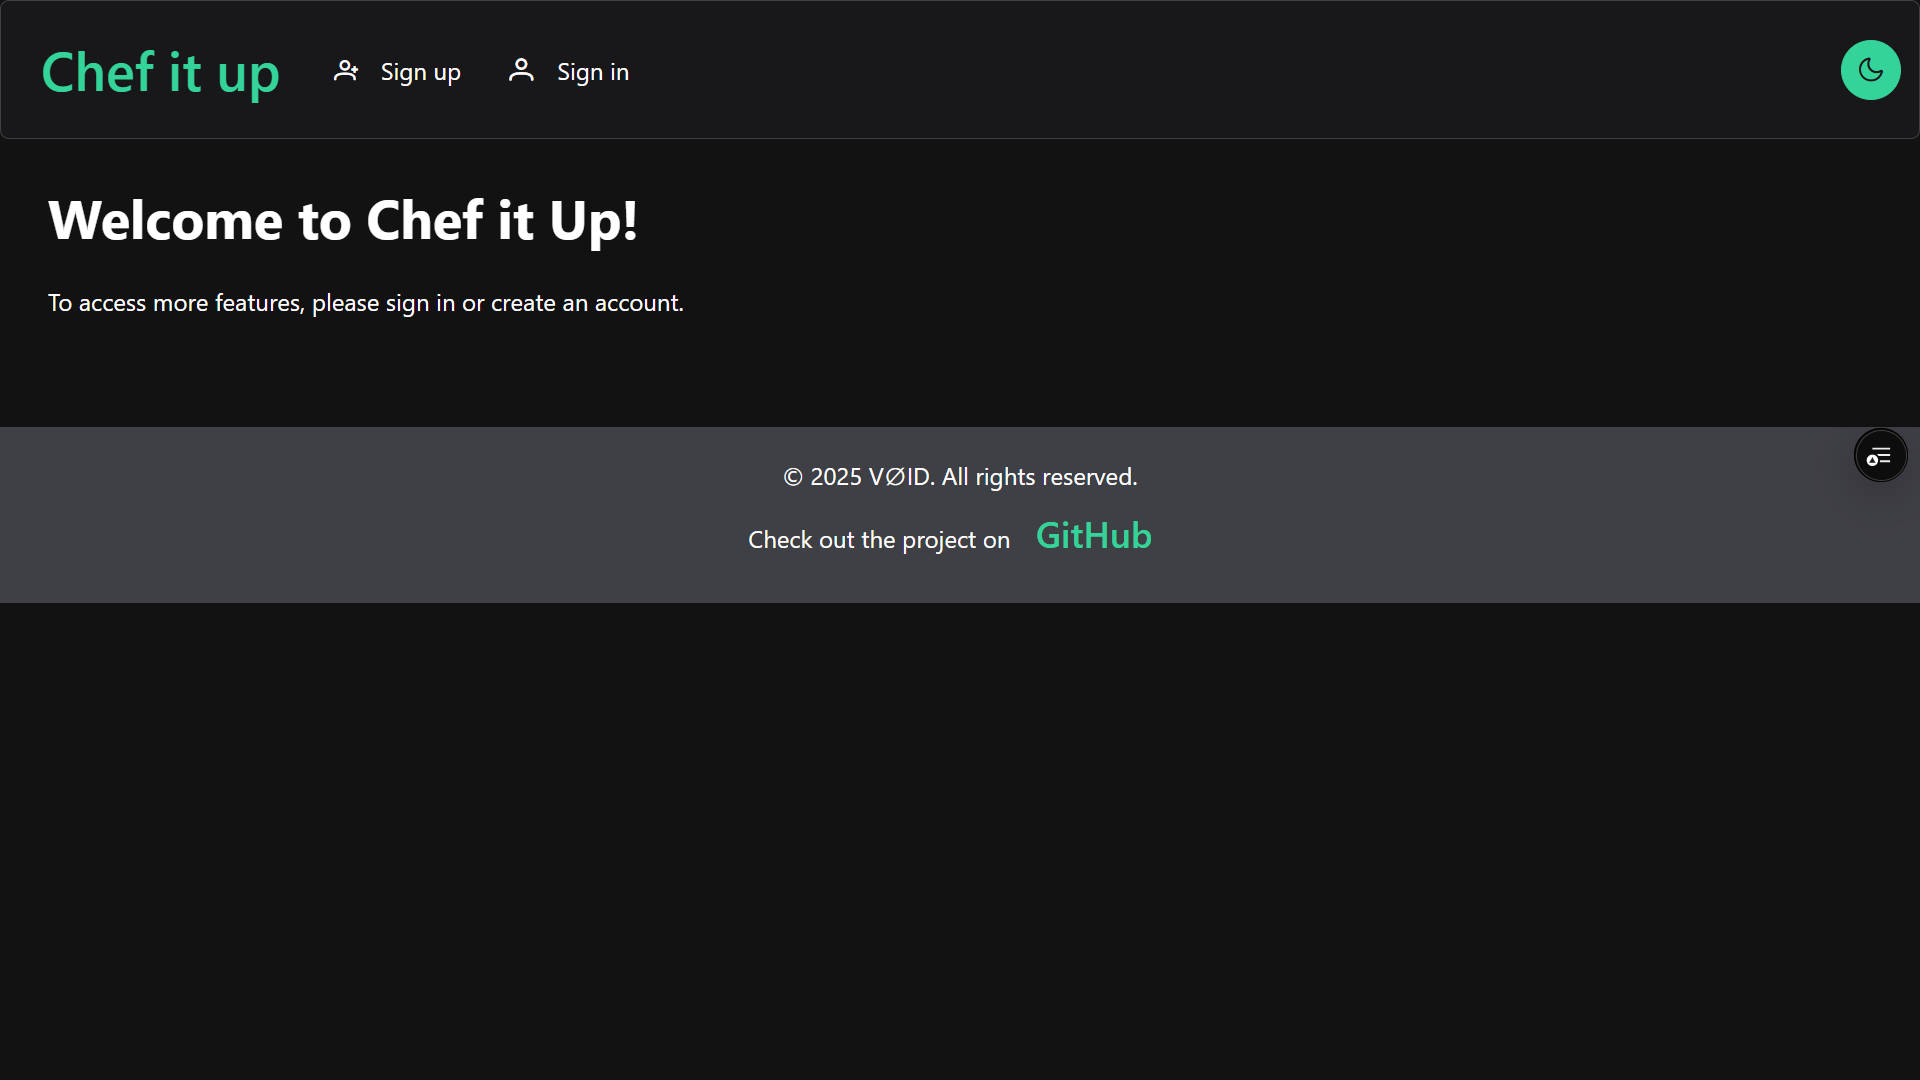 Chef it up
Sign up
Sign in
Welcome to Chef it Up!
To access more features, please sign in or create an account.
© 2025 V∅ID. All rights reserved.
Check out the project on GitHub